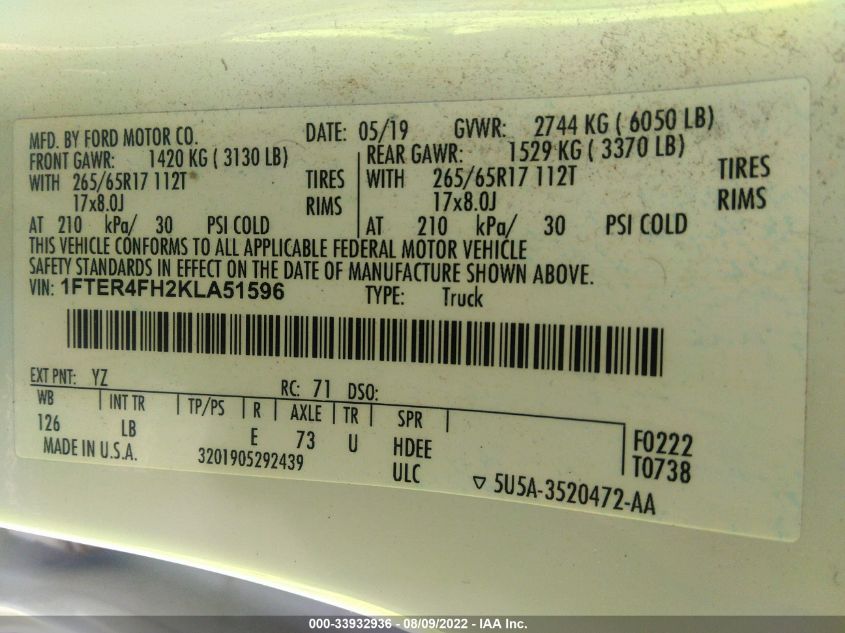 MFD. BY FORD MOTOR CO. DATE: 05/19 GVWR: 2744 KG ( 6050 LB)
FRONT GAWR: 1420 KG ( 3130 LB) REAR GAWR: 1529 KG ( 3370 LB)
WITH 265/65R17 112T TIRES WITH 265/65R17 112T TIRES
17x8.0J RIMS 17x8.0J RIMS
AT 210 kPa/ 30 PSI COLD AT 210 kPa/ 30 PSI COLD
THIS VEHICLE CONFORMS TO ALL APPLICABLE FEDERAL MOTOR VEHICLE
SAFETY STANDARDS IN EFFECT ON THE DATE OF MANUFACTURE SHOWN ABOVE.
VIN: 1FTER4FH2KLA51596 TYPE: Truck
EXT PNT: YZ RC: 71 DSO:
WB INT TR TP/PS R AXLE TR SPR
126 LB E 73 U HDEE F0222
MADE IN U.S.A. 3201905292439 ULC T0738
▽ 5U5A-3520472-AA
000-33932936 - 08/09/2022 - IAA Inc.